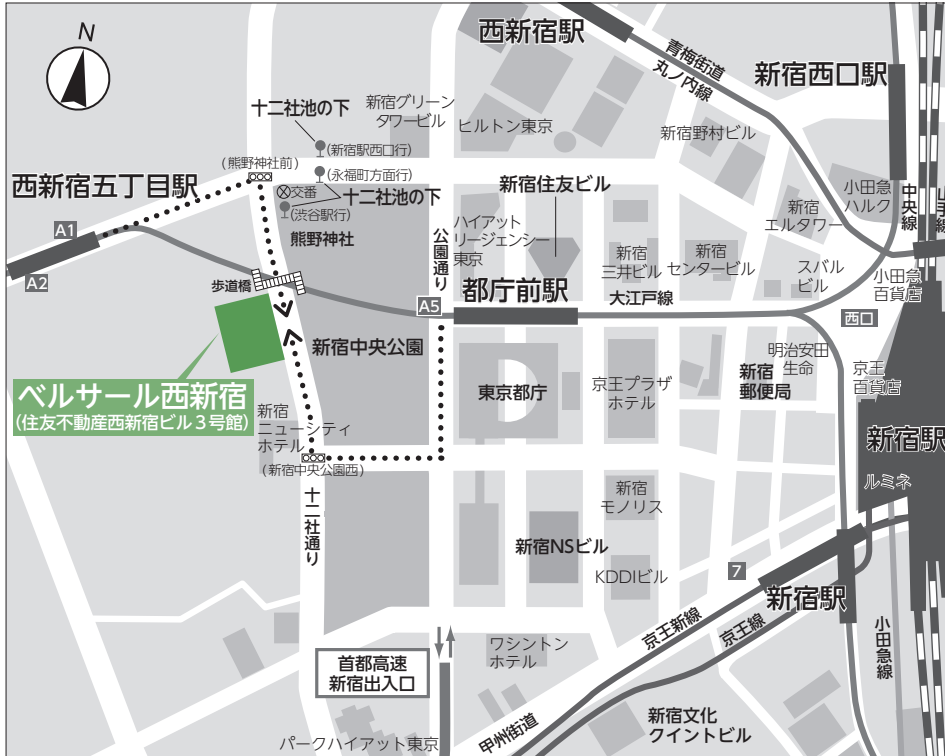 N
西新宿駅
青梅街道
丸ノ内線
新宿西口駅
十二社池の下
新宿グリーン
タワービル
ヒルトン東京
新宿野村ビル
(新宿駅西口行)
(熊野神社前)
(永福町方面行)
西新宿五丁目駅
交番
十二社池の下
新宿住友ビル
小田急
ハルク
中央線
山手線
(渋谷駅行)
熊野神社
公園通り
ハイアット
リージェンシー
東京
新宿
エルタワー
A1
新宿
三井ビル
新宿
センタービル
スバル
ビル
小田急
百貨店
A2
歩道橋
A5
都庁前駅
大江戸線
西口
新宿中央公園
明治安田
生命
京王
百貨店
ベルサール西新宿
(住友不動産西新宿ビル3号館)
東京都庁
京王プラザ
ホテル
新宿
郵便局
新宿
ニューシティ
ホテル
新宿駅
(新宿中央公園西)
ルミネ
十二社通り
新宿
モノリス
新宿NSビル
KDDIビル
7
新宿駅
京王新線
京王線
小田急線
ワシントン
ホテル
首都高速
新宿出入口
甲州街道
新宿文化
クイントビル
パークハイアット東京